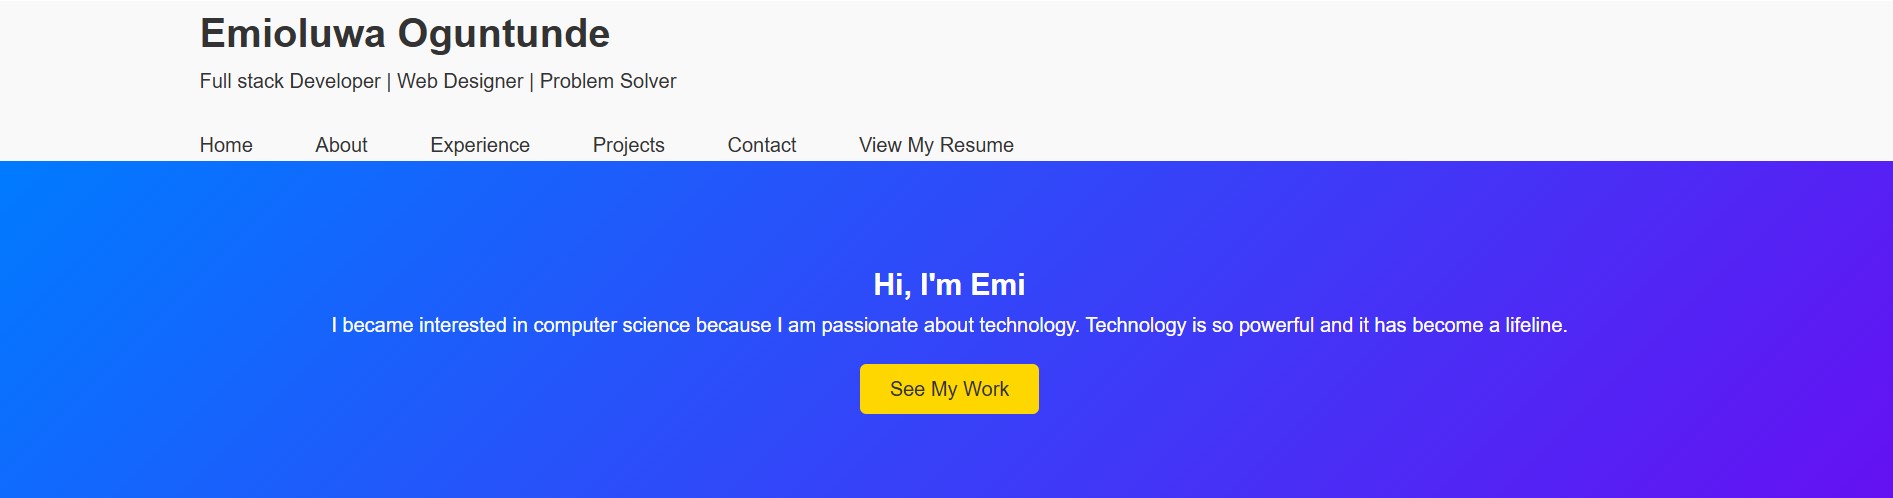 Emioluwa Oguntunde
Full stack Developer | Web Designer | Problem Solver
Home About Experience Projects Contact View My Resume
Hi, I'm Emi
I became interested in computer science because I am passionate about technology. Technology is so powerful and it has become a lifeline.
See My Work